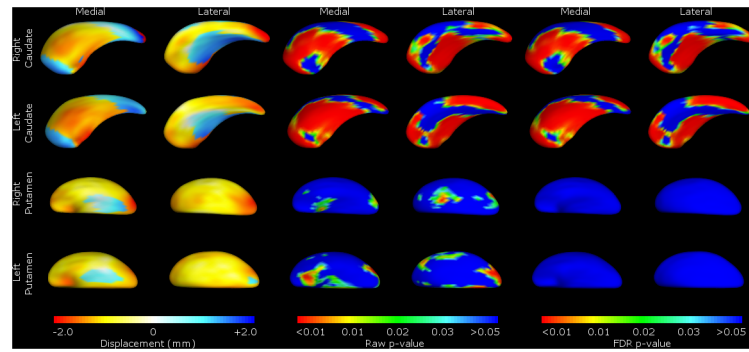 Medial Lateral Medial Lateral Medial Lateral
Right Caudate
Left Caudate
Right Putamen
Left Putamen
-2.0 0 +2.0 <0.01 0.01 0.02 0.03 >0.05 <0.01 0.01 0.02 0.03 >0.05
Displacement (mm) Raw p-value FDR p-value